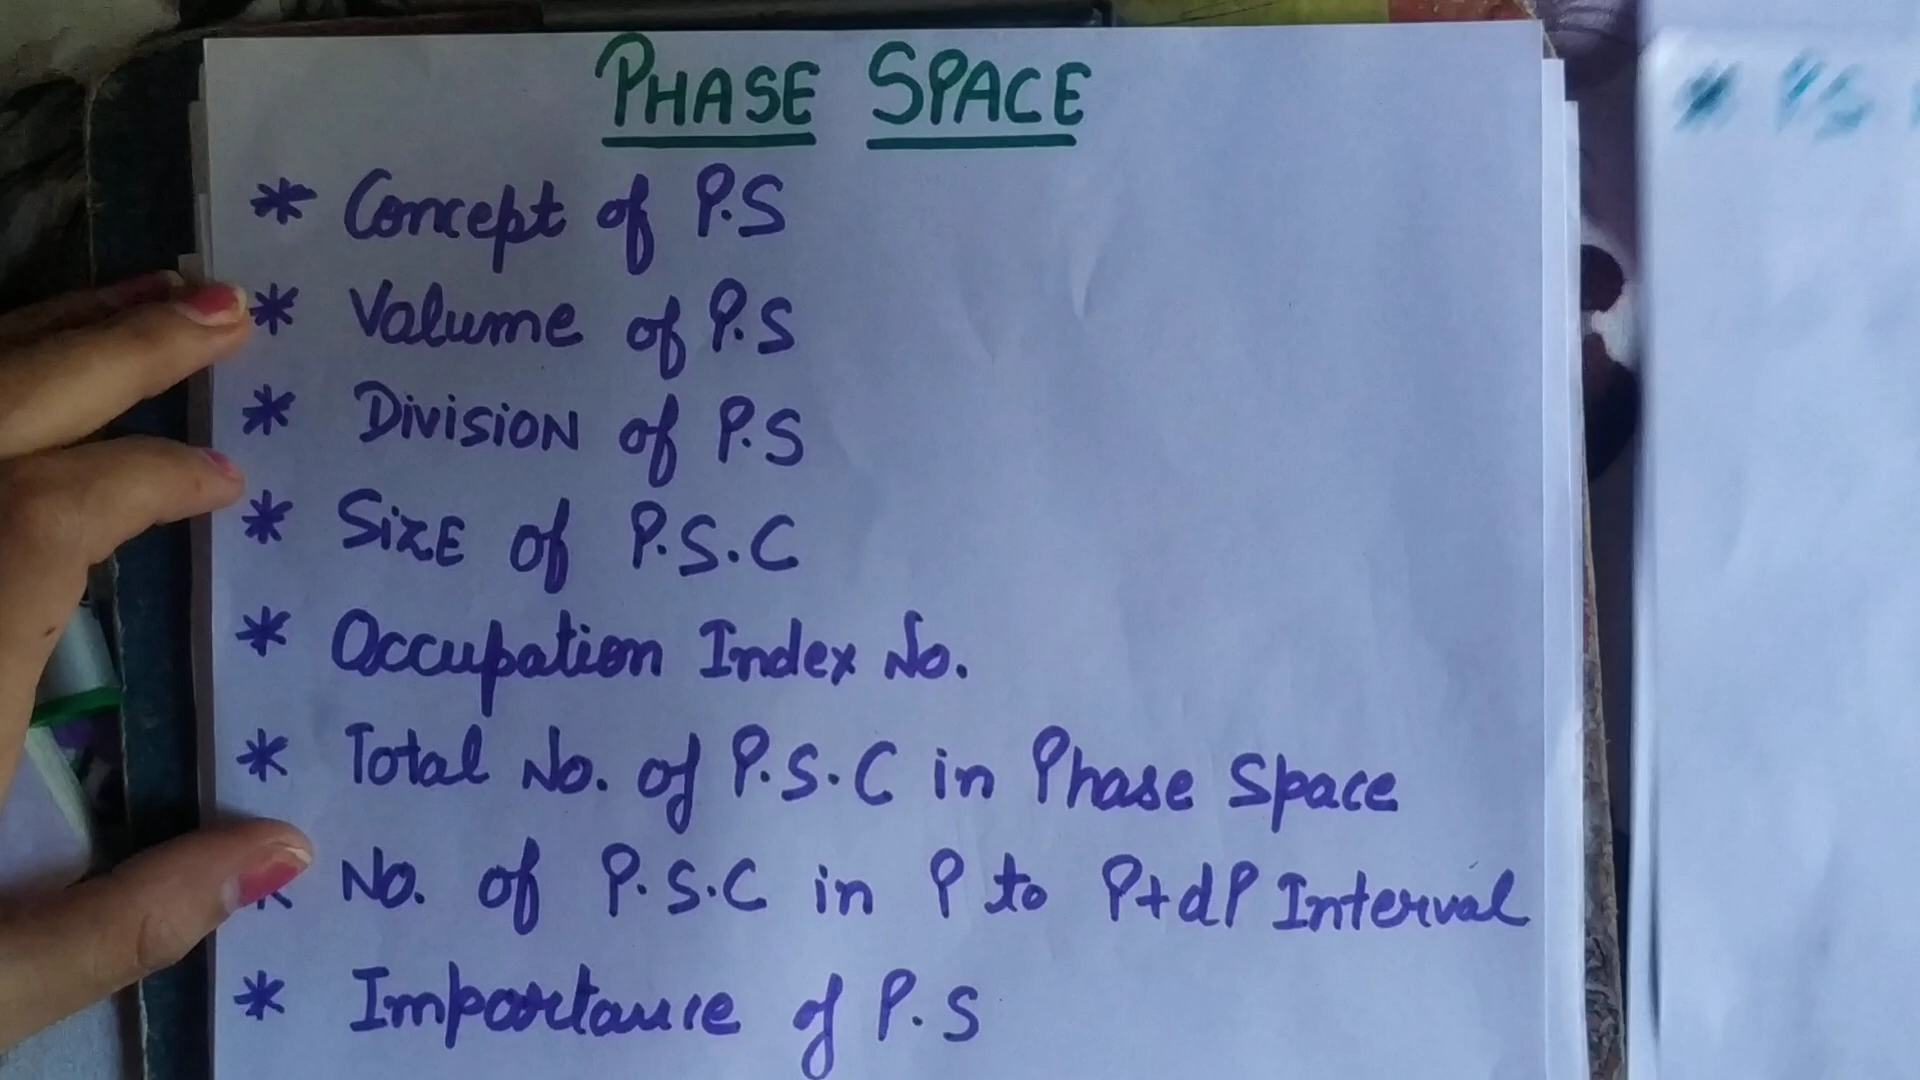 PHASE SPACE
* Concept of P.S
* Volume of P.S
* Division of P.S
* Size of P.S.C
* Occupation Index No.
* Total No. of P.S.C in Phase Space
* No. of P.S.C in P to P+dP Interval
* Importance of P.S